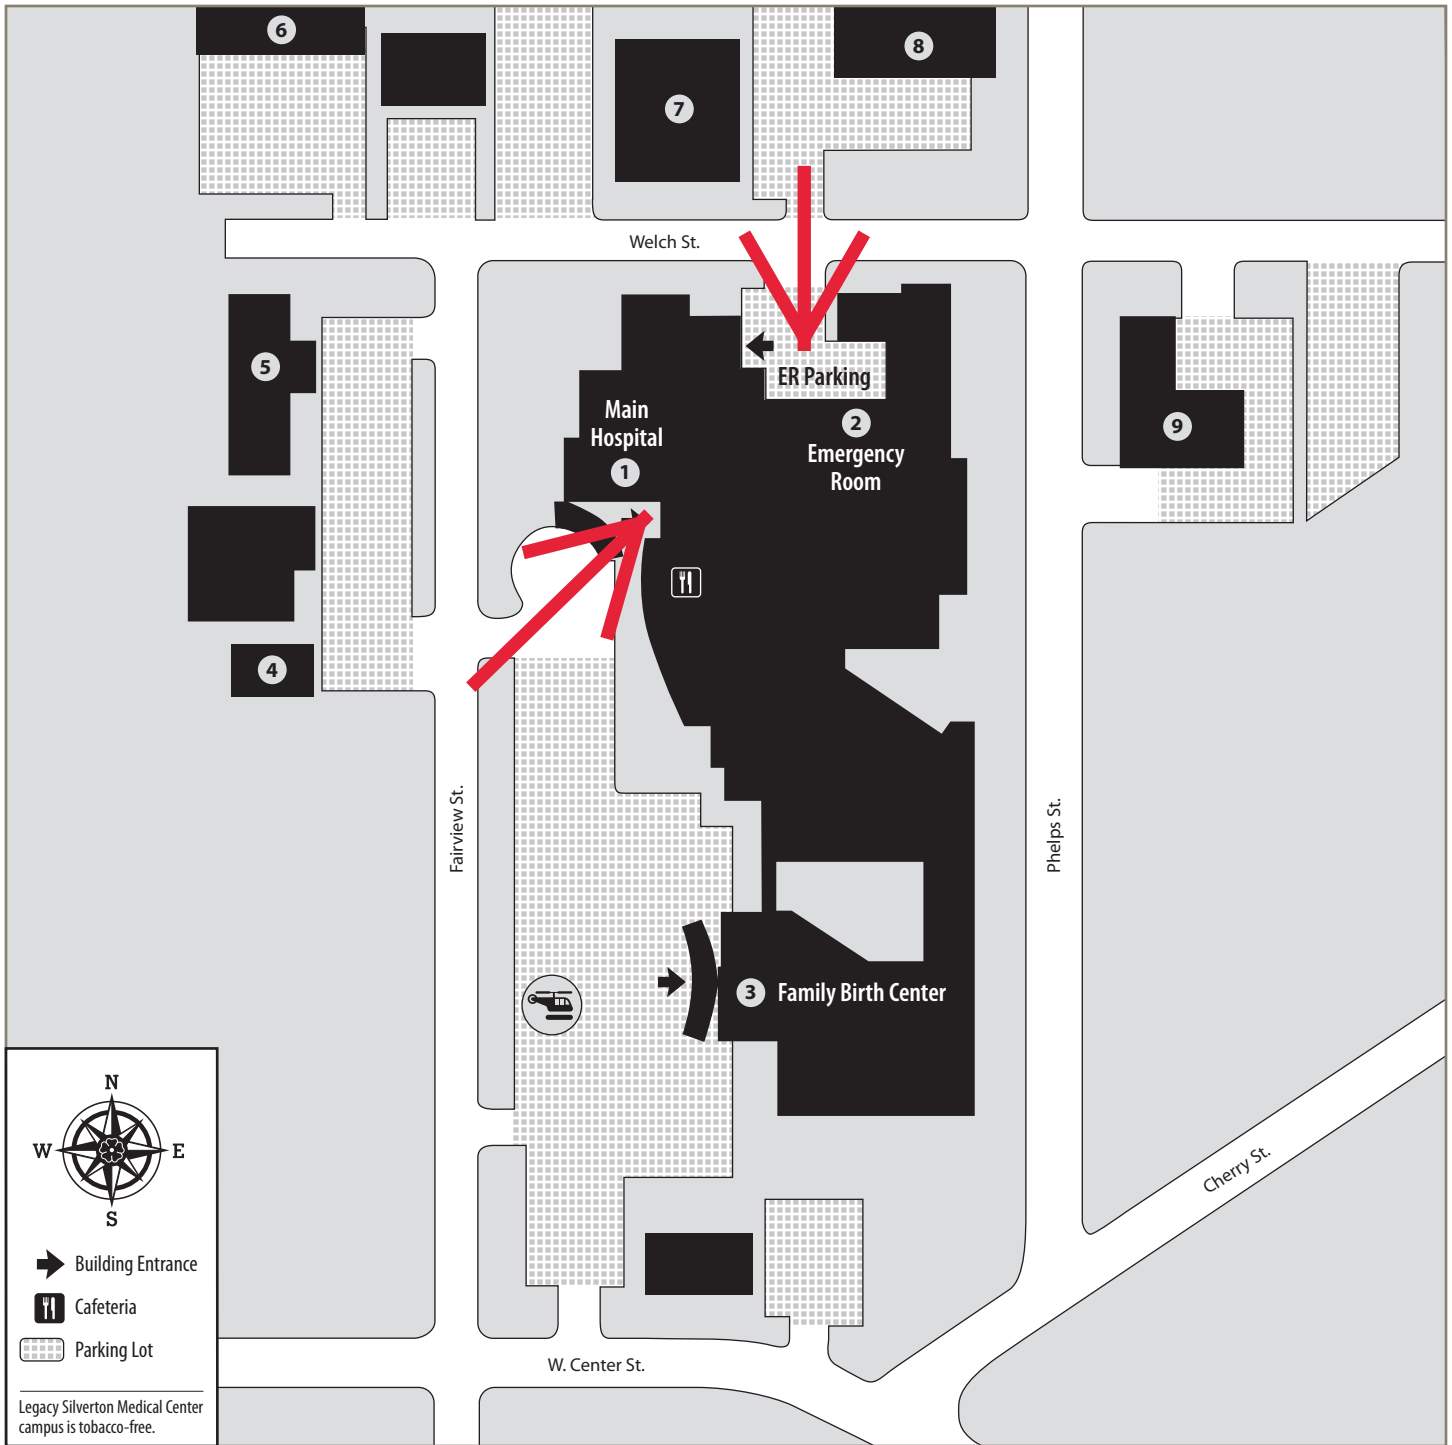 6
8
7
Welch St.
ER Parking
5
Main
Hospital
1
2
Emergency
Room
9
4
Fairview St.
Phelps St.
3 Family Birth Center
N
W E
S
Cherry St.
Building Entrance
Cafeteria
Parking Lot
W. Center St.
Legacy Silverton Medical Center
campus is tobacco-free.